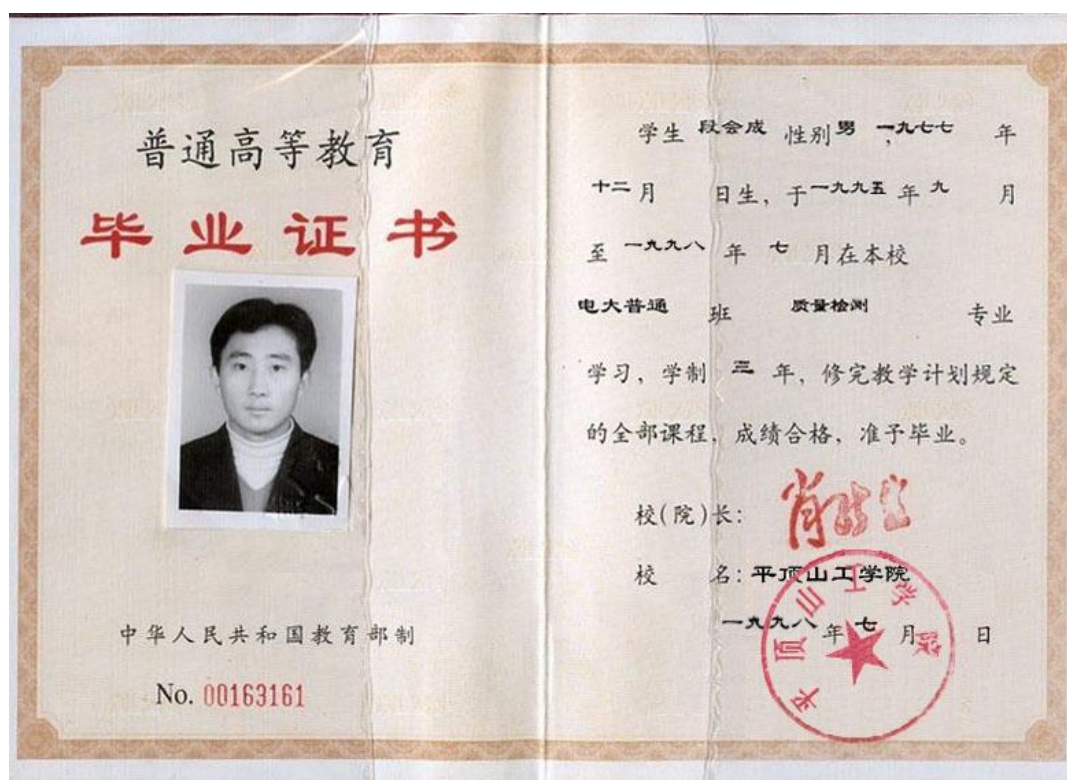 普通高等教育
毕业证书
中华人民共和国教育部制
No. 00163161
学生 段会成 性别 男 , 一九七七 年
十二月 日生, 于一九九五年九 月
至 一九九八 年 七 月在本校
电大普通 班 质量检测 专业
学习, 学制 三 年, 修完教学计划规定
的全部课程, 成绩合格, 准予毕业。
校(院)长:
校 名: 平顶山工学院
一九九八年七月 日
平顶山工学院